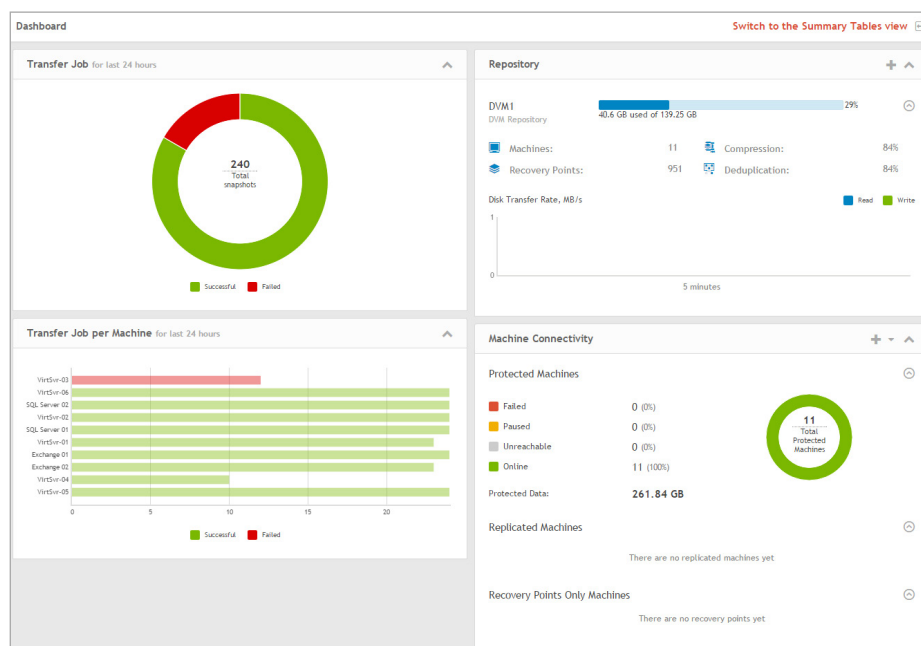 Dashboard
Switch to the Summary Tables view
Transfer Job for last 24 hours
240
Total
snapshots
Successful Failed
Transfer Job per Machine for last 24 hours
VirtSvr-03
VirtSvr-06
SQL Server 02
VirtSvr-02
SQL Server 01
VirtSvr-01
Exchange 01
Exchange 02
VirtSvr-04
VirtSvr-05
0 5 10 15 20
Successful Failed
Repository
DVM1 29%
DVM Repository 40.6 GB used of 139.25 GB
Machines: 11 Compression: 84%
Recovery Points: 951 Deduplication: 84%
Disk Transfer Rate, MB/s Read Write
1
0
5 minutes
Machine Connectivity
Protected Machines
Failed 0 (0%)
Paused 0 (0%)
Unreachable 0 (0%)
Online 11 (100%)
11
Total
Protected
Machines
Protected Data: 261.84 GB
Replicated Machines
There are no replicated machines yet
Recovery Points Only Machines
There are no recovery points yet